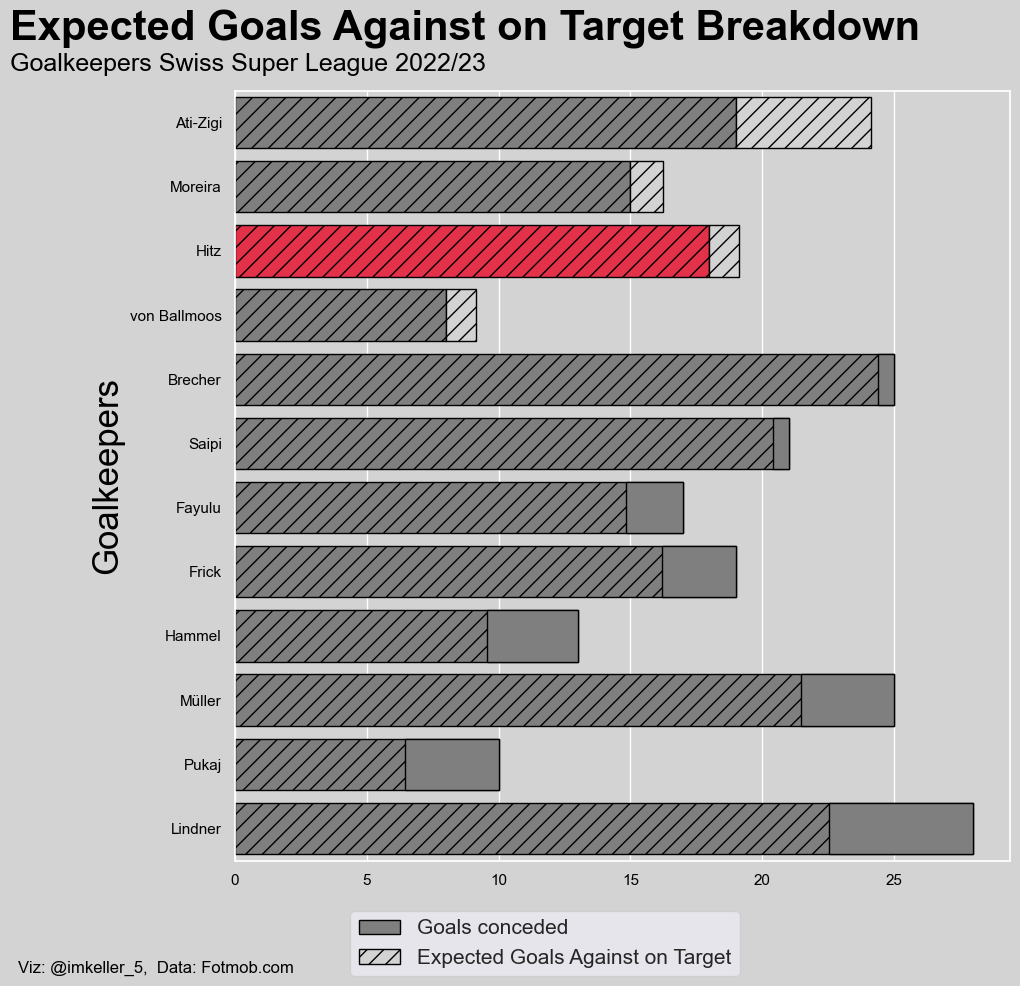 Expected Goals Against on Target Breakdown
Goalkeepers Swiss Super League 2022/23
Goalkeepers
Ati-Zigi
Moreira
Hitz
von Ballmoos
Brecher
Saipi
Fayulu
Frick
Hammel
Müller
Pukaj
Lindner
0 5 10 15 20 25
Goals conceded
Expected Goals Against on Target
Viz: @imkeller_5,  Data: Fotmob.com